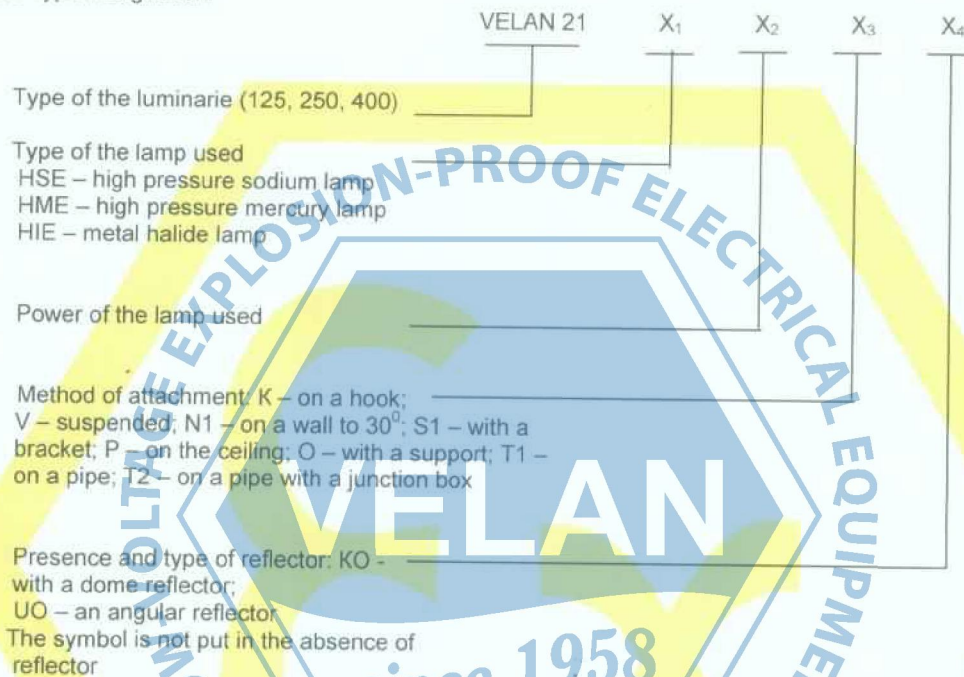 VELAN 21 X₁ X₂ X₃ X₄
Type of the luminarie (125, 250, 400)
Type of the lamp used
HSE – high pressure sodium lamp
HME – high pressure mercury lamp
HIE – metal halide lamp
Power of the lamp used
Method of attachment: K – on a hook;
V – suspended; N1 – on a wall to 30⁰; S1 – with a
bracket; P – on the ceiling; O – with a support; T1 –
on a pipe; T2 – on a pipe with a junction box
Presence and type of reflector: KO -
with a dome reflector;
UO – an angular reflector
The symbol is not put in the absence of
reflector
EXPLOSION-PROOF ELECTRICAL
VELAN
since 1958